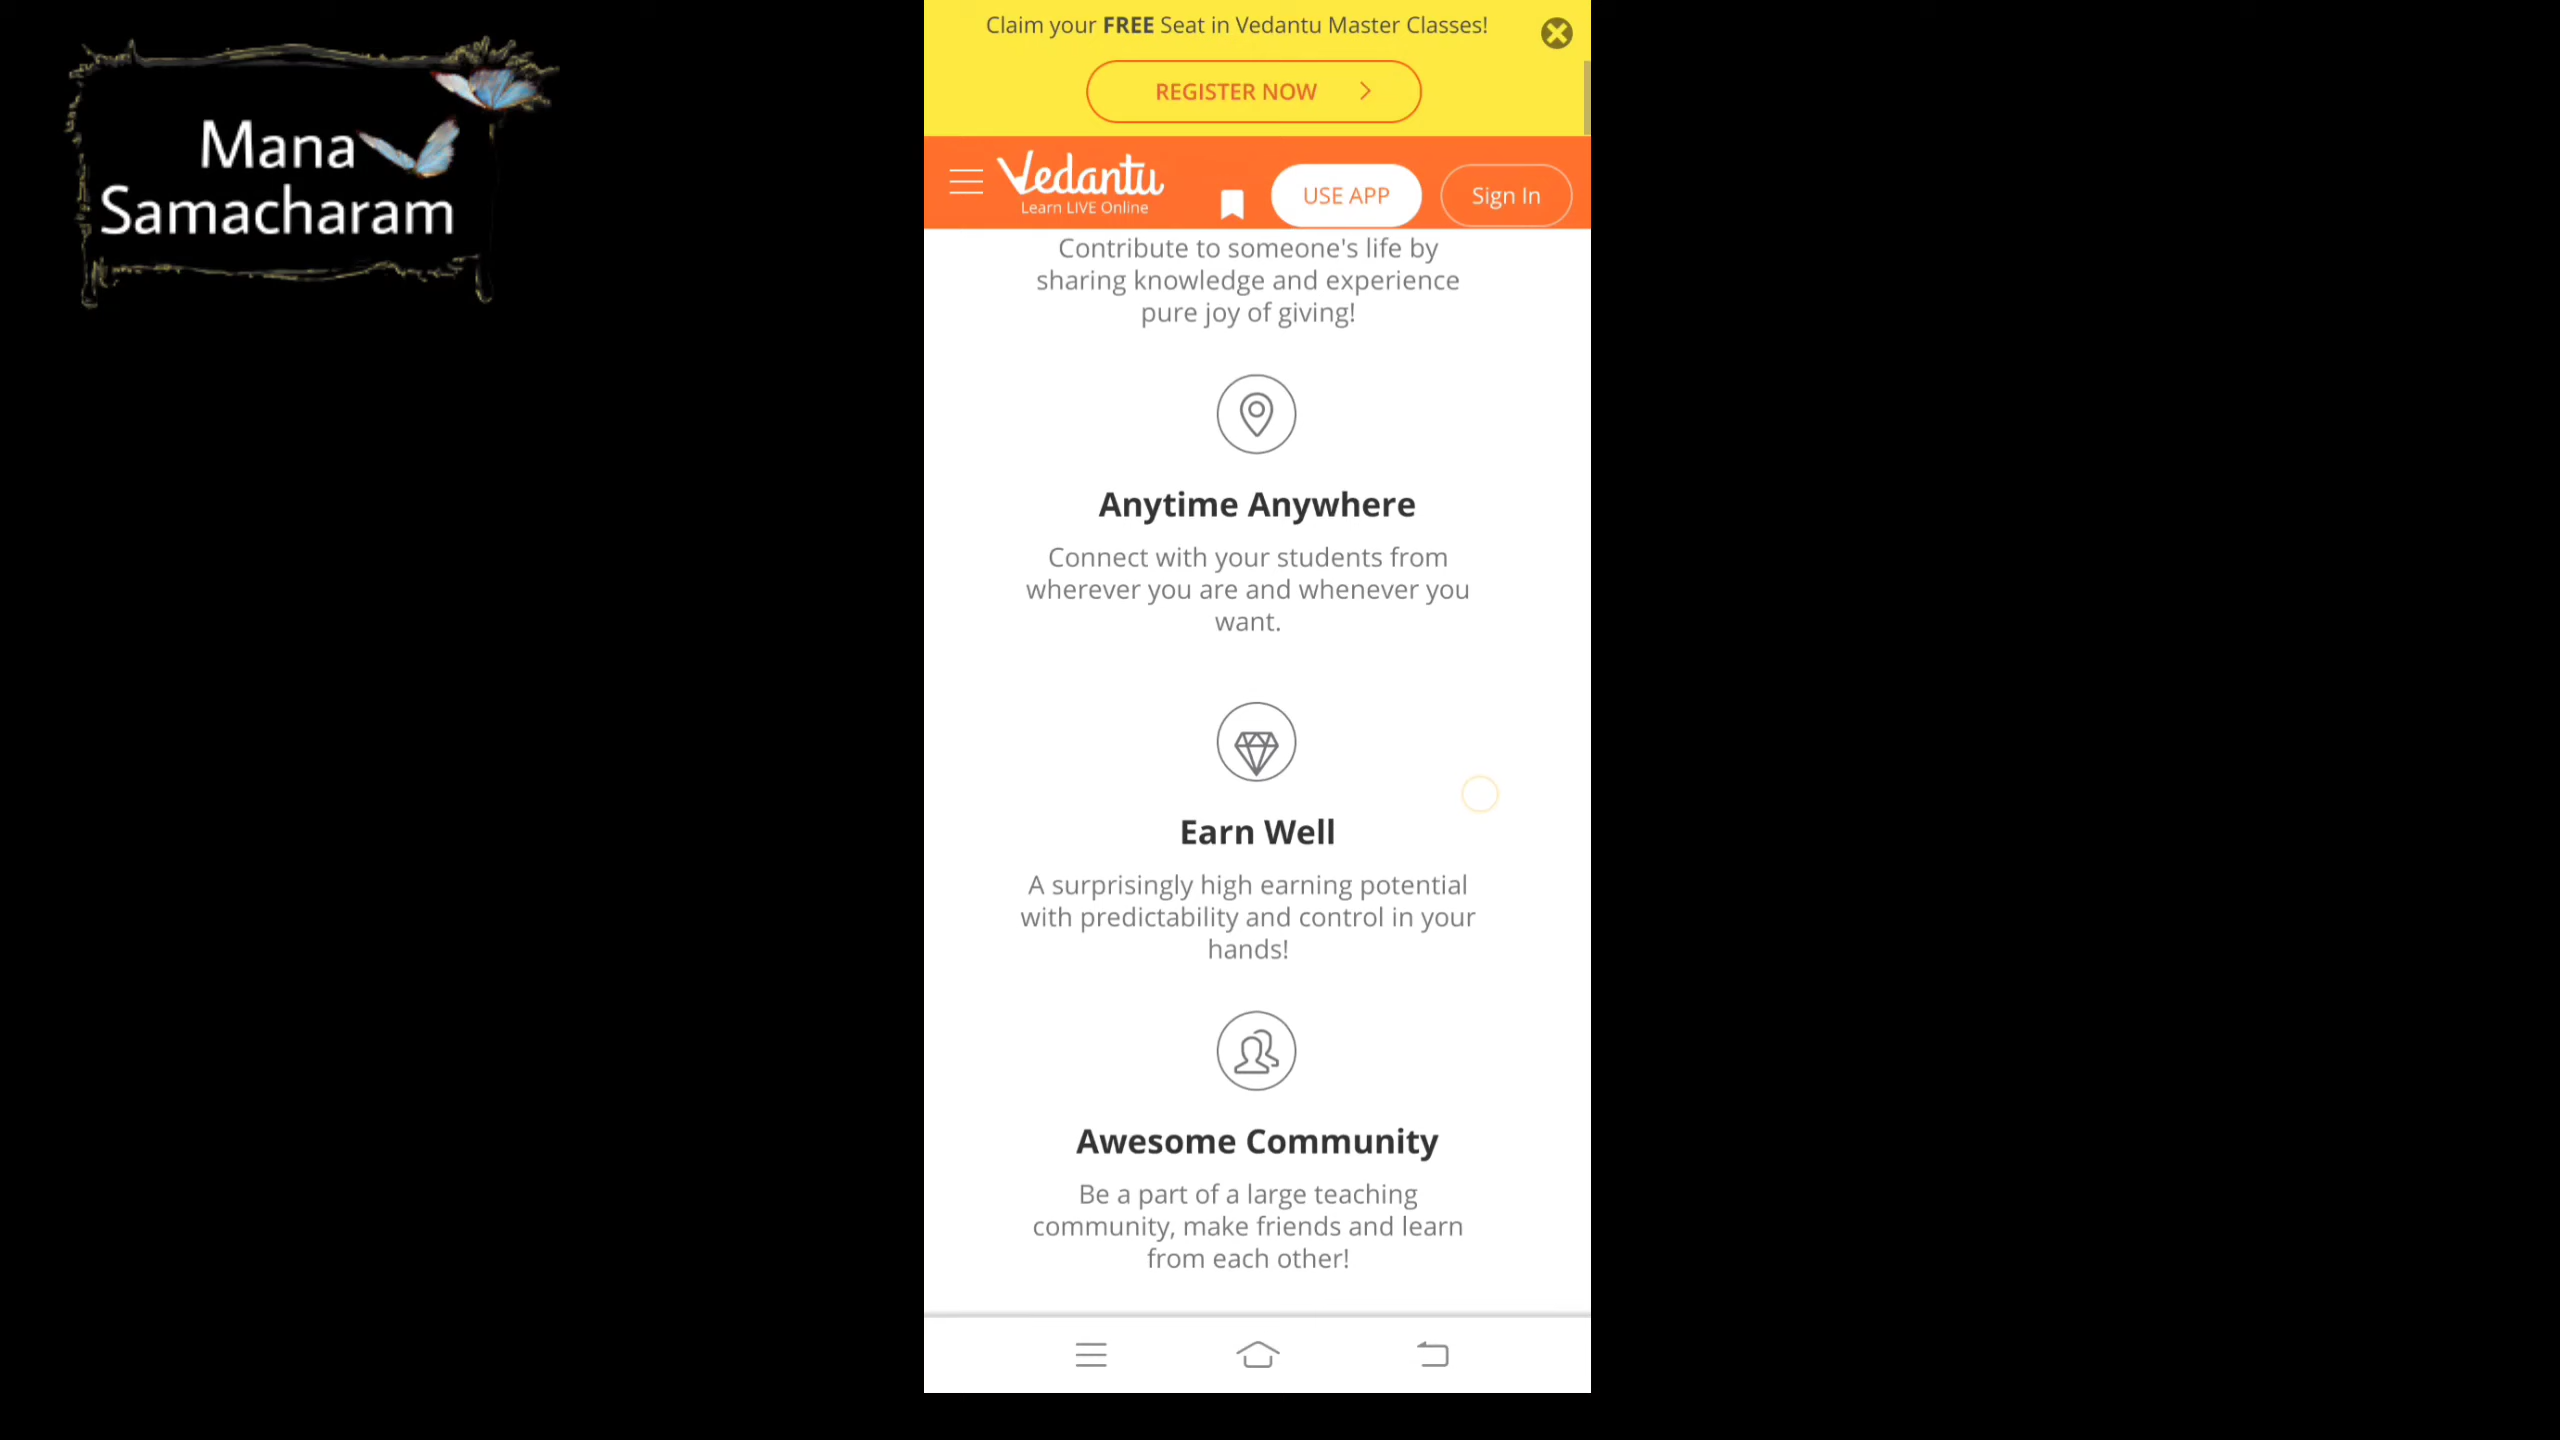 Mana
Samacharam
Claim your FREE Seat in Vedantu Master Classes!
REGISTER NOW
Vedantu
Learn LIVE Online
USE APP
Sign In
Contribute to someone's life by
sharing knowledge and experience
pure joy of giving!
Anytime Anywhere
Connect with your students from
wherever you are and whenever you
want.
Earn Well
A surprisingly high earning potential
with predictability and control in your
hands!
Awesome Community
Be a part of a large teaching
community, make friends and learn
from each other!